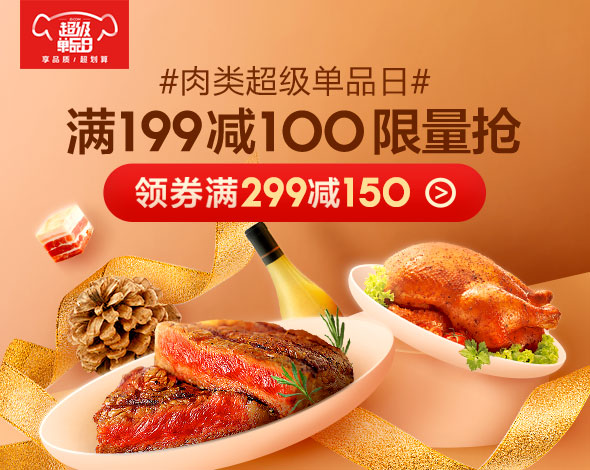 超级
单品日
享品质/超划算
#肉类超级单品日#
满199减100 限量抢
领券满299减150 >